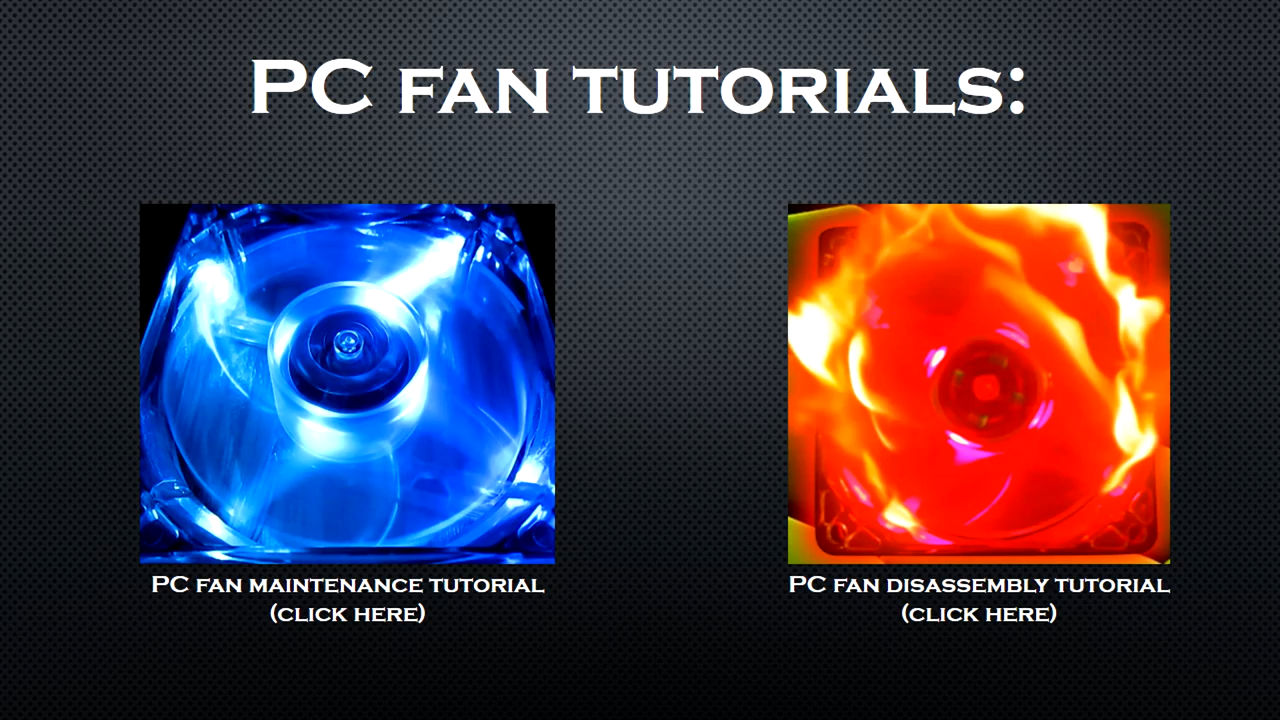 PC FAN TUTORIALS:
PC FAN MAINTENANCE TUTORIAL
(CLICK HERE)
PC FAN DISASSEMBLY TUTORIAL
(CLICK HERE)